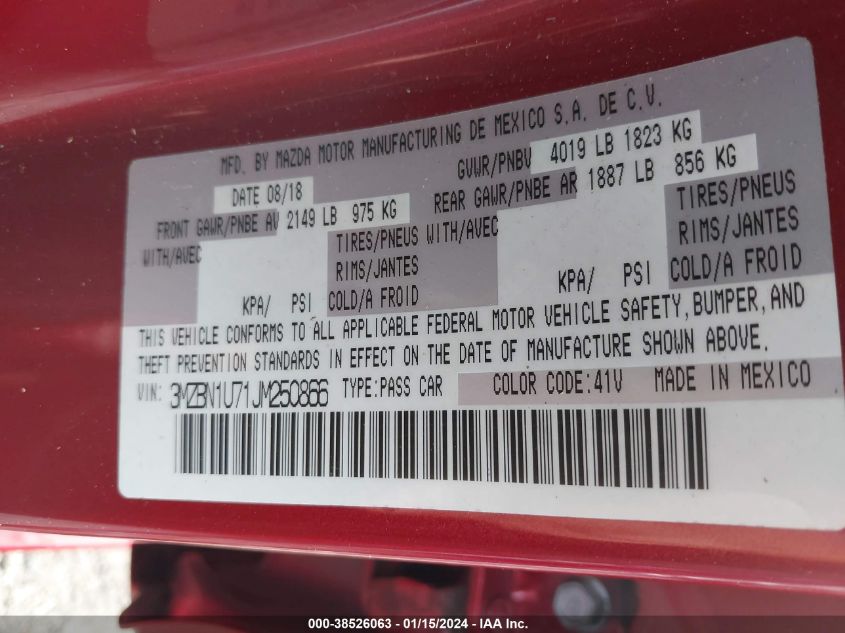 MFD. BY MAZDA MOTOR MANUFACTURING DE MEXICO S.A. DE C.V.
DATE 08/18 GVWR/PNBV 4019 LB 1823 KG
FRONT GAWR/PNBE AV 2149 LB 975 KG REAR GAWR/PNBE AR 1887 LB 856 KG
WITH/AVEC TIRES/PNEUS WITH/AVEC TIRES/PNEUS
RIMS/JANTES RIMS/JANTES
KPA/ PSI COLD/A FROID KPA/ PSI COLD/A FROID
THIS VEHICLE CONFORMS TO ALL APPLICABLE FEDERAL MOTOR VEHICLE SAFETY, BUMPER, AND
THEFT PREVENTION STANDARDS IN EFFECT ON THE DATE OF MANUFACTURE SHOWN ABOVE.
VIN: 3MZBN1U71JM250866 TYPE:PASS CAR COLOR CODE:41V MADE IN MEXICO
000-38526063 - 01/15/2024 - IAA Inc.